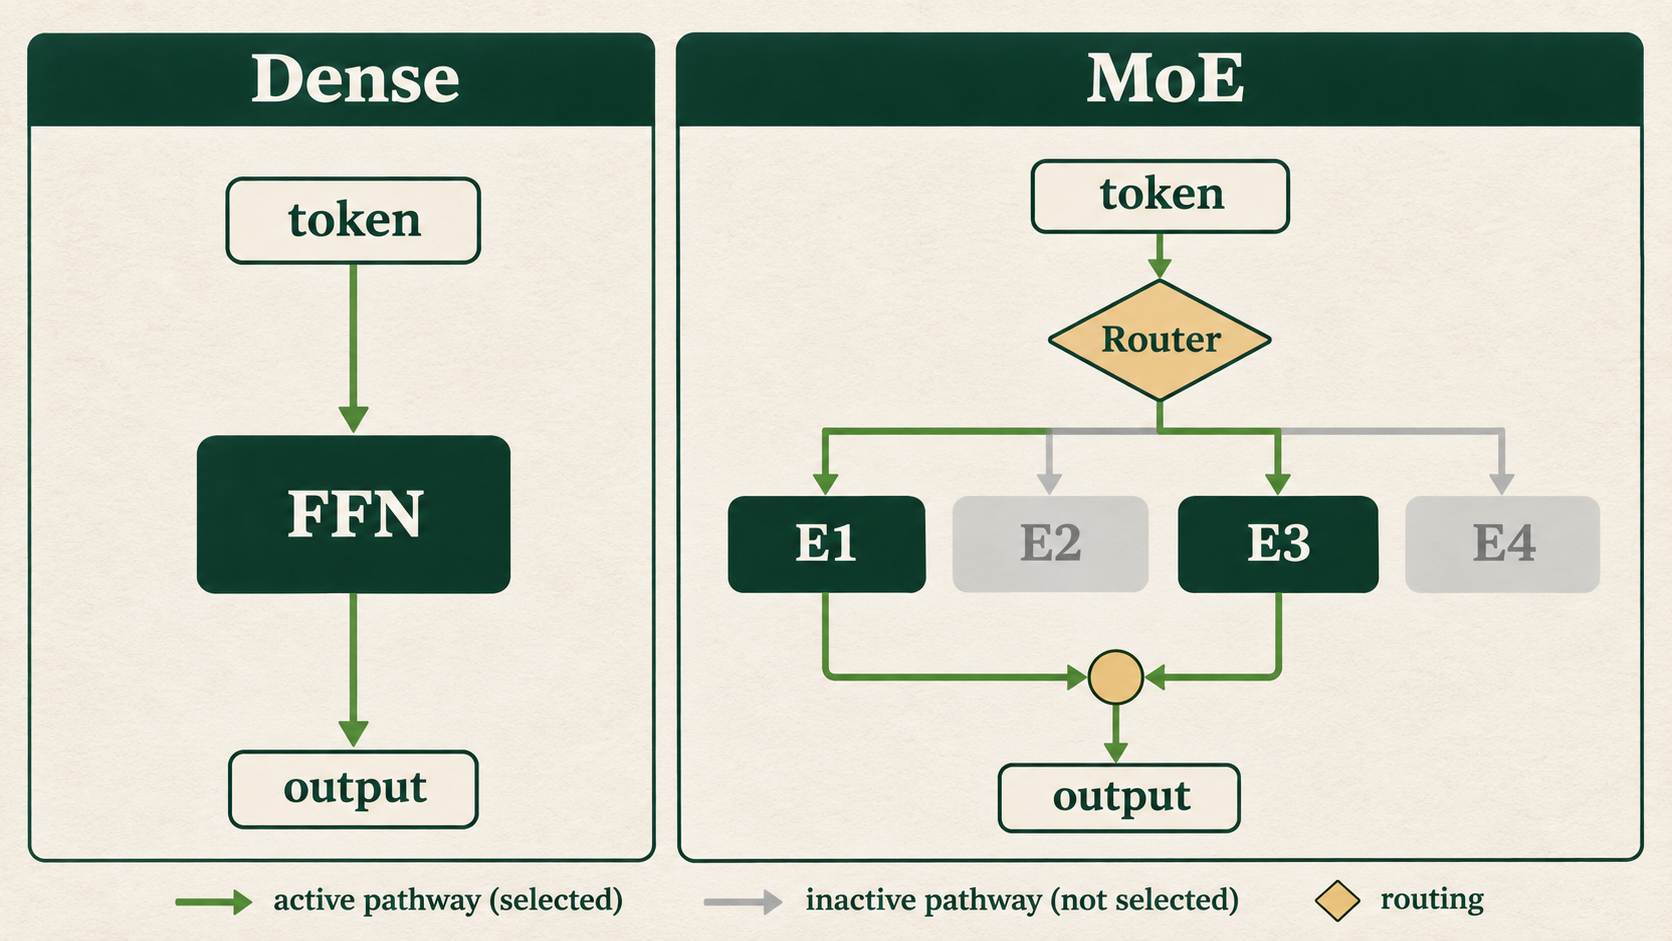 Dense
token
FFN
output
MoE
token
Router
E1 E2 E3 E4
output
active pathway (selected) inactive pathway (not selected) routing